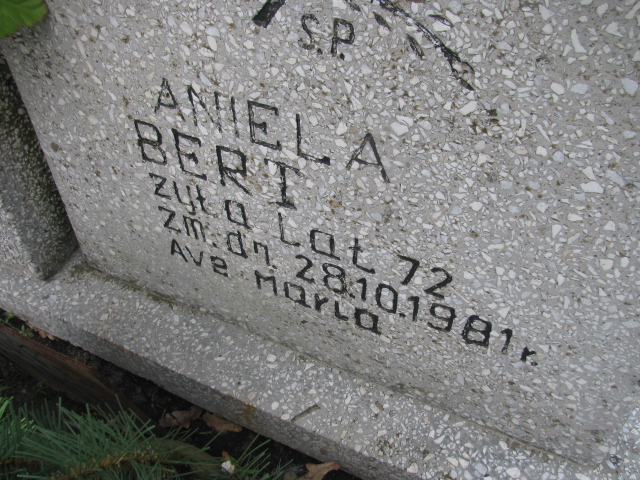 S.P.
ANIELA
BERT
żyła Lat 72
zm. dn. 28.10.1981 r.
AVe Maria